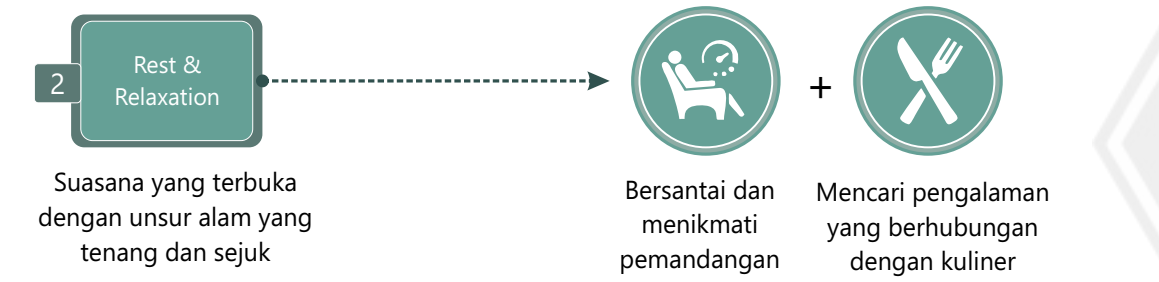 2
Rest &
Relaxation
Suasana yang terbuka
dengan unsur alam yang
tenang dan sejuk
+
Bersantai dan
menikmati
pemandangan
Mencari pengalaman
yang berhubungan
dengan kuliner